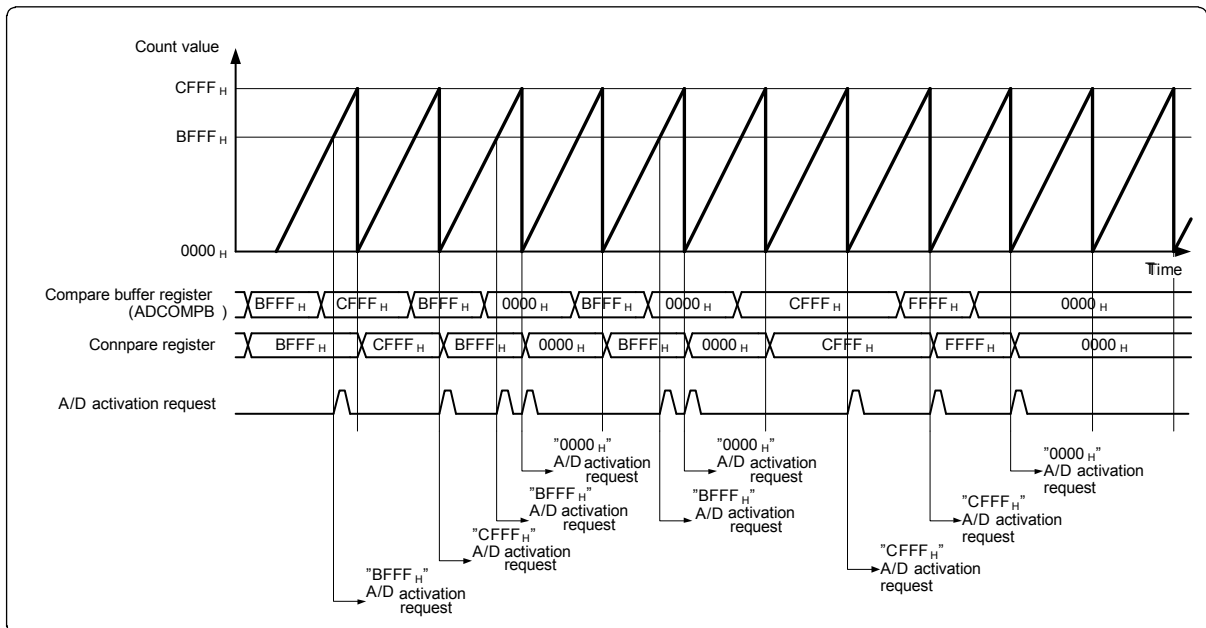 Count value
CFFF H
BFFF H
0000 H
Time
Compare buffer register
(ADCOMPB )
BFFF H CFFF H BFFF H 0000 H BFFF H 0000 H CFFF H FFFF H 0000 H
Connpare register
BFFF H CFFF H BFFF H 0000 H BFFF H 0000 H CFFF H FFFF H 0000 H
A/D activation request
"0000 H"
A/D activation
request
"0000 H"
A/D activation
request
"0000 H"
A/D activation
request
"BFFF H"
A/D activation
request
"BFFF H"
A/D activation
request
"CFFF H"
A/D activation
request
"CFFF H"
A/D activation
request
"CFFF H"
A/D activation
request
"BFFF H"
A/D activation
request